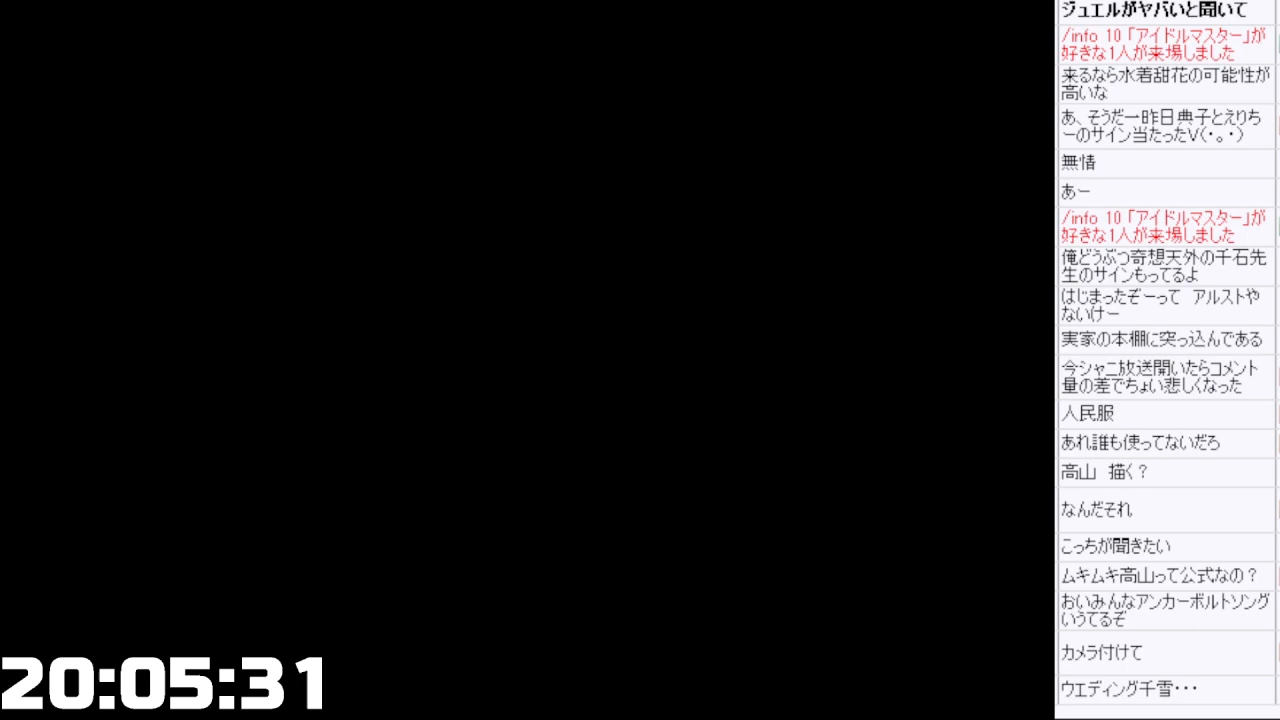 ジュエルがヤバいと聞いて
/info 10 「アイドルマスター」が
好きな1人が来場しました
来るなら水着甜花の可能性が
高いな
あ、そうだ一昨日典子とえりち
ーのサイン当たったV(・。・)
無情
あー
/info 10 「アイドルマスター」が
好きな1人が来場しました
俺どうぶつ奇想天外の千石先
生のサインもってるよ
はじまったぞーって　アルストや
ないけー
実家の本棚に突っ込んである
今シャニ放送開いたらコメント
量の差でちょい悲しくなった
人民服
あれ誰も使ってないだろ
高山　描く？
なんだそれ
こっちが聞きたい
ムキムキ高山って公式なの？
おいみんなアンカーボルトソング
いうてるぞ
カメラ付けて
ウエディング千雪・・・
20:05:31